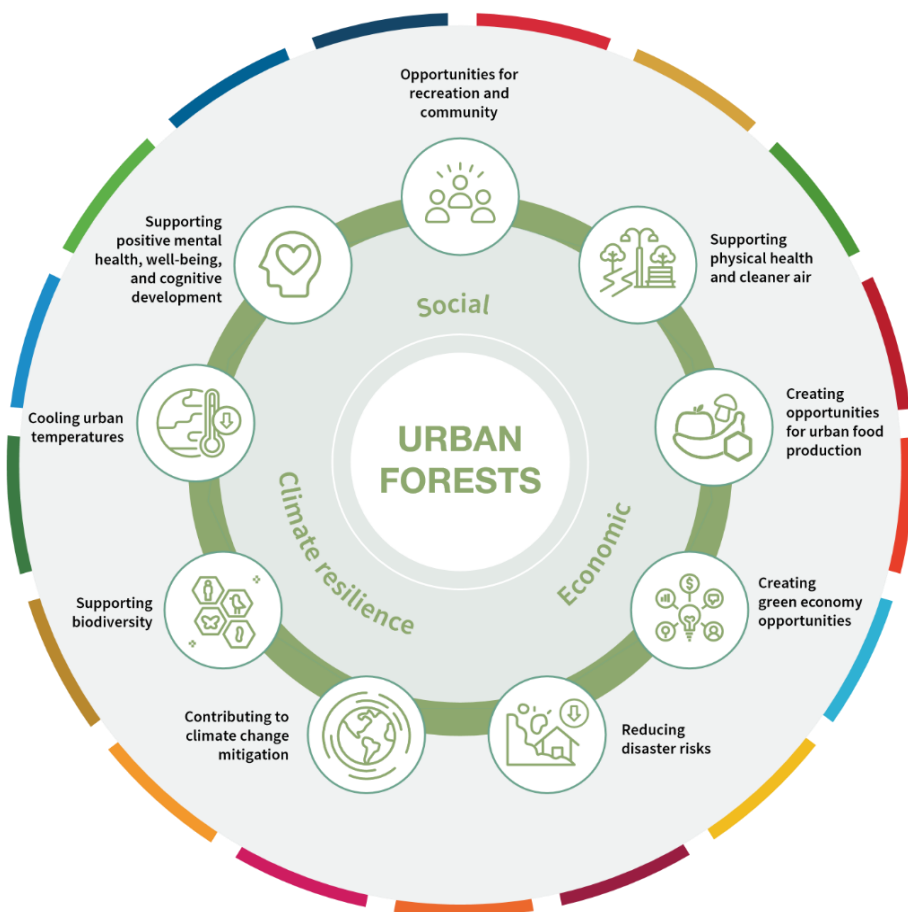 Opportunities for
recreation and
community
Supporting
physical health
and cleaner air
Creating
opportunities
for urban food
production
Creating
green economy
opportunities
Reducing
disaster risks
Contributing to
climate change
mitigation
Supporting
biodiversity
Cooling urban
temperatures
Supporting
positive mental
health, well-being,
and cognitive
development
Social
Economic
Climate resilience
URBAN
FORESTS
$